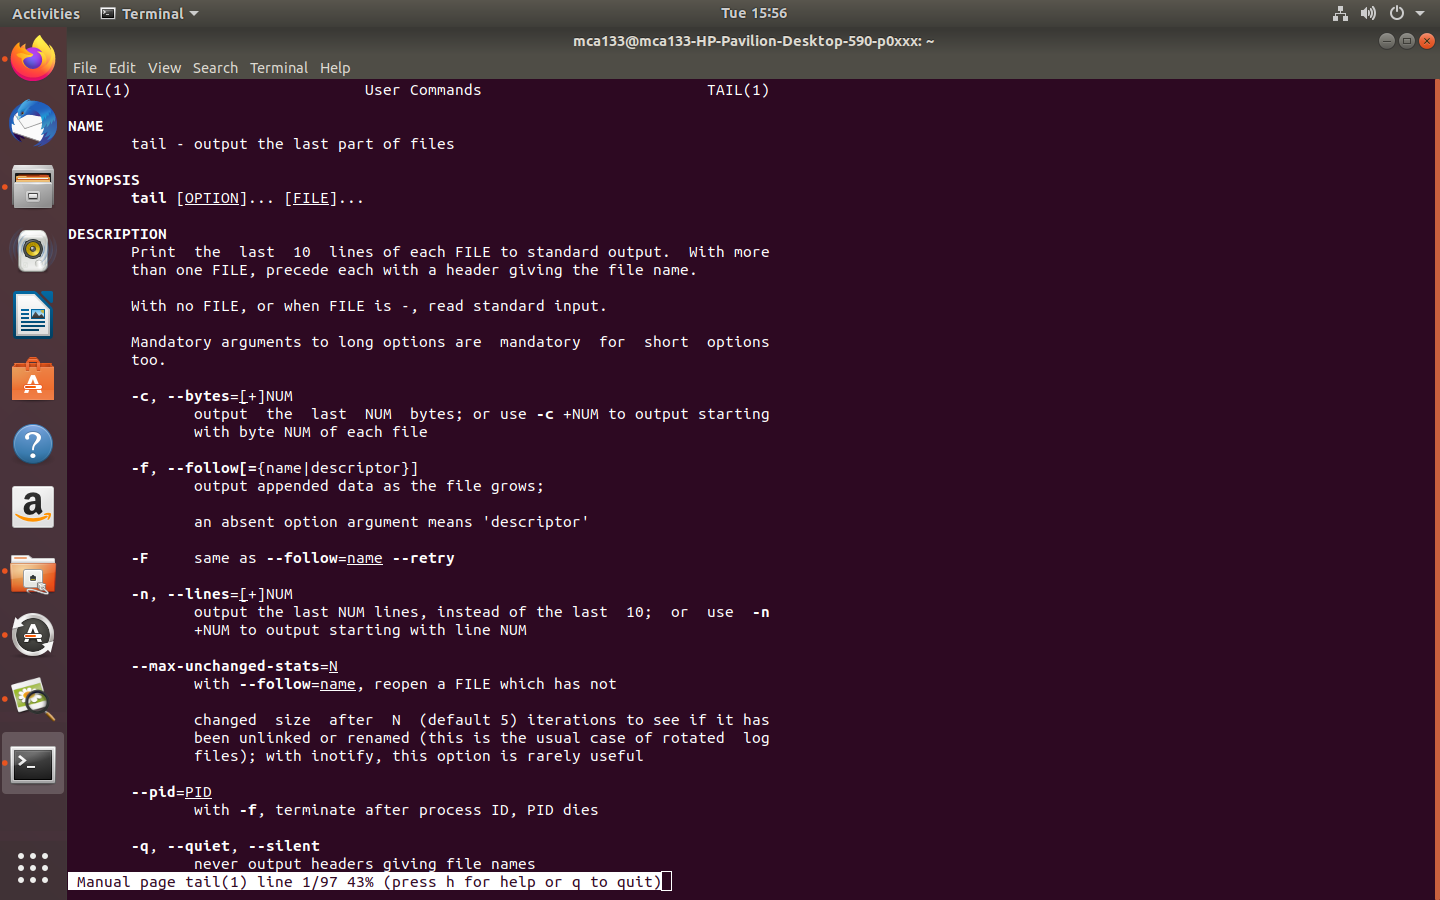 Activities Terminal Tue 15:56
mca133@mca133-HP-Pavilion-Desktop-590-p0xxx: ~
File Edit View Search Terminal Help
TAIL(1) User Commands TAIL(1)
NAME
tail - output the last part of files
SYNOPSIS
tail [OPTION]... [FILE]...
DESCRIPTION
Print the last 10 lines of each FILE to standard output. With more
than one FILE, precede each with a header giving the file name.
With no FILE, or when FILE is -, read standard input.
Mandatory arguments to long options are mandatory for short options
too.
-c, --bytes=[+]NUM
output the last NUM bytes; or use -c +NUM to output starting
with byte NUM of each file
-f, --follow[={name|descriptor}]
output appended data as the file grows;
an absent option argument means 'descriptor'
-F same as --follow=name --retry
-n, --lines=[+]NUM
output the last NUM lines, instead of the last 10; or use -n
+NUM to output starting with line NUM
--max-unchanged-stats=N
with --follow=name, reopen a FILE which has not
changed size after N (default 5) iterations to see if it has
been unlinked or renamed (this is the usual case of rotated log
files); with inotify, this option is rarely useful
--pid=PID
with -f, terminate after process ID, PID dies
-q, --quiet, --silent
never output headers giving file names
Manual page tail(1) line 1/97 43% (press h for help or q to quit)